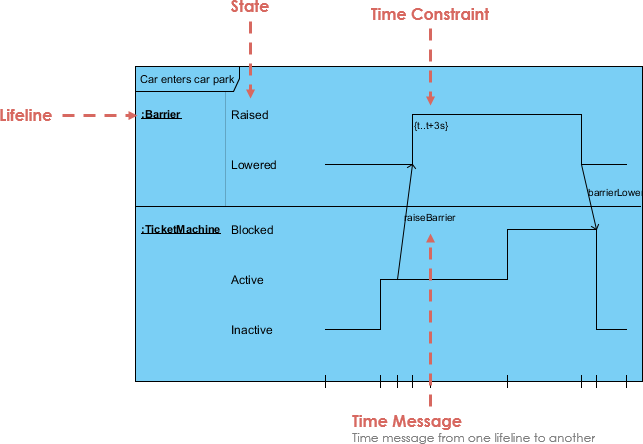 State
Time Constraint
Car enters car park
Lifeline
:Barrier
Raised
{t..t+3s}
Lowered
barrierLower
raiseBarrier
:TicketMachine
Blocked
Active
Inactive
Time Message
Time message from one lifeline to another